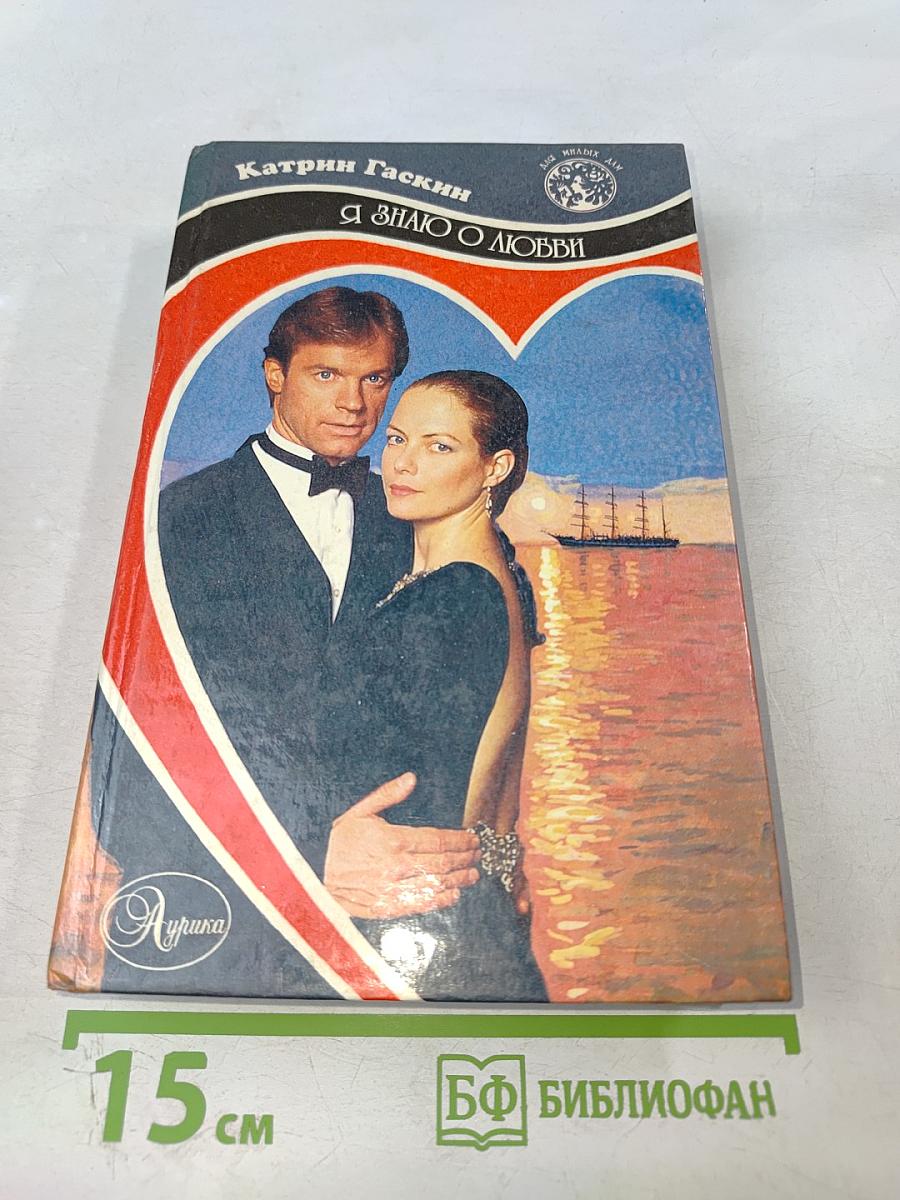 Катрин Гаскин
ДЛЯ МИЛЫХ ДАМ
Я ЗНАЮ О ЛЮБВИ
Аурика
15 см
БФ БИБЛИОФАН